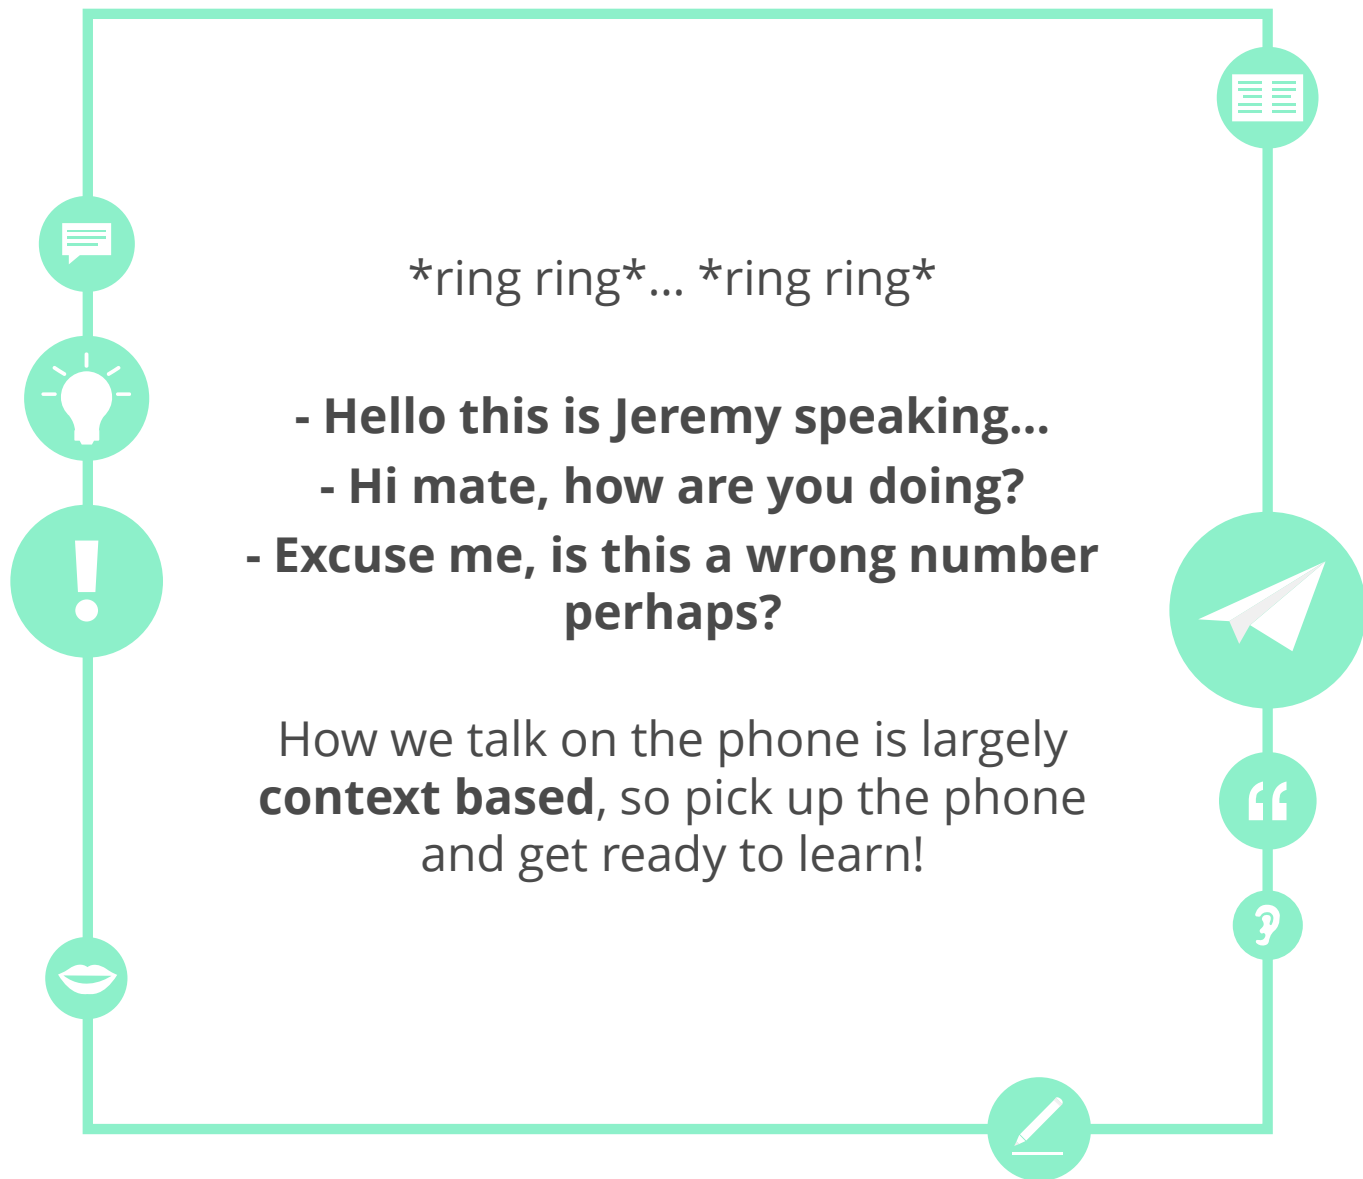 *ring ring*... *ring ring*
- Hello this is Jeremy speaking...
- Hi mate, how are you doing?
- Excuse me, is this a wrong number
perhaps?
How we talk on the phone is largely
context based, so pick up the phone
and get ready to learn!